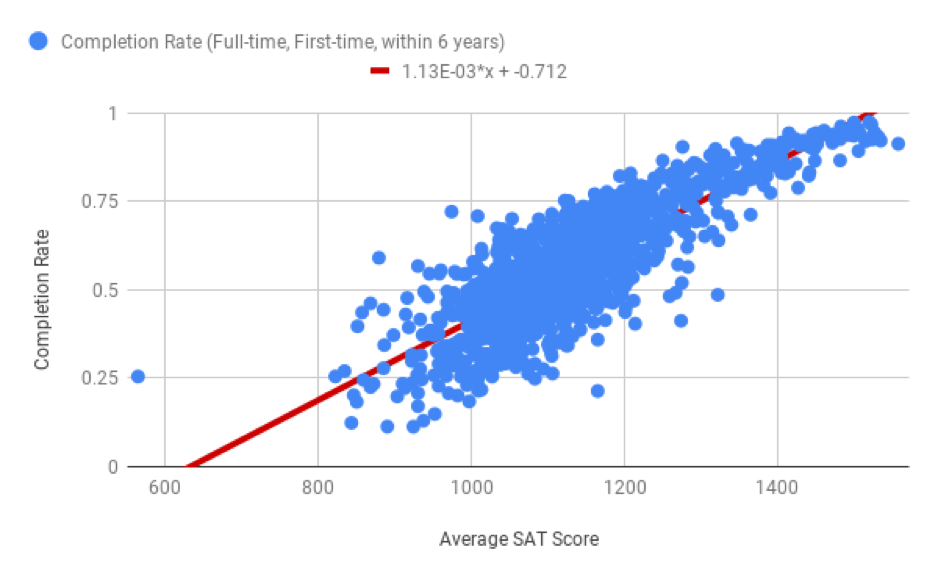 Completion Rate (Full-time, First-time, within 6 years)
1.13E-03*x + -0.712
1
0.75
0.5
0.25
0
Completion Rate
600 800 1000 1200 1400
Average SAT Score